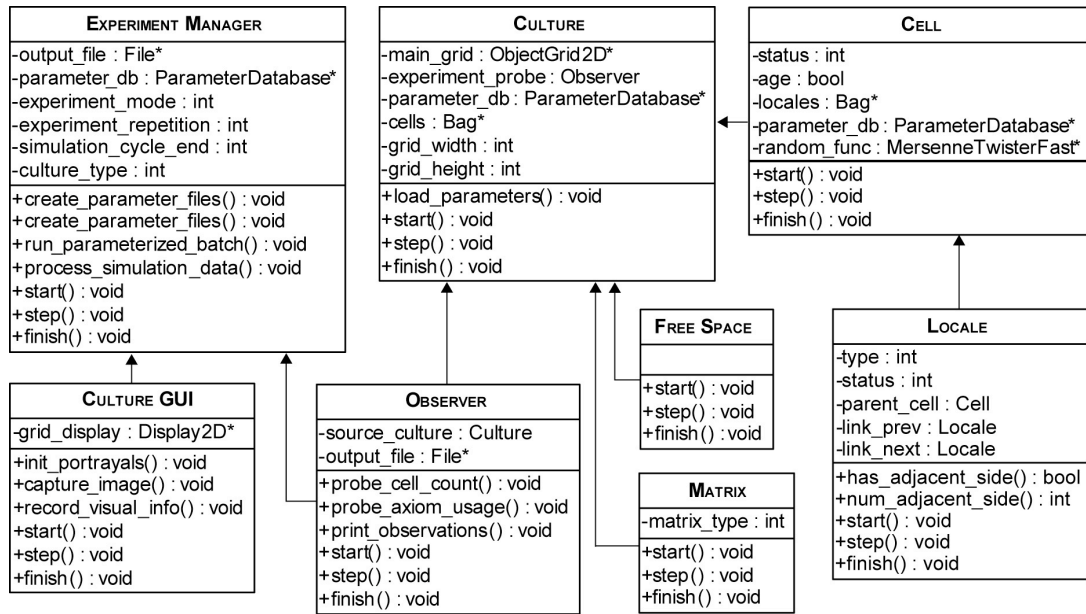 EXPERIMENT MANAGER
-output_file : File*
-parameter_db : ParameterDatabase*
-experiment_mode : int
-experiment_repetition : int
-simulation_cycle_end : int
-culture_type : int
+create_parameter_files() : void
+create_parameter_files() : void
+run_parameterized_batch() : void
+process_simulation_data() : void
+start() : void
+step() : void
+finish() : void
CULTURE
-main_grid : ObjectGrid2D*
-experiment_probe : Observer
-parameter_db : ParameterDatabase*
-cells : Bag*
-grid_width : int
-grid_height : int
+load_parameters() : void
+start() : void
+step() : void
+finish() : void
CELL
-status : int
-age : bool
-locales : Bag*
-parameter_db : ParameterDatabase*
-random_func : MersenneTwisterFast*
+start() : void
+step() : void
+finish() : void
CULTURE GUI
-grid_display : Display2D*
+init_portrayals() : void
+capture_image() : void
+record_visual_info() : void
+start() : void
+step() : void
+finish() : void
OBSERVER
-source_culture : Culture
-output_file : File*
+probe_cell_count() : void
+probe_axiom_usage() : void
+print_observations() : void
+start() : void
+step() : void
+finish() : void
FREE SPACE
+start() : void
+step() : void
+finish() : void
MATRIX
-matrix_type : int
+start() : void
+step() : void
+finish() : void
LOCALE
-type : int
-status : int
-parent_cell : Cell
-link_prev : Locale
-link_next : Locale
+has_adjacent_side() : bool
+num_adjacent_side() : int
+start() : void
+step() : void
+finish() : void